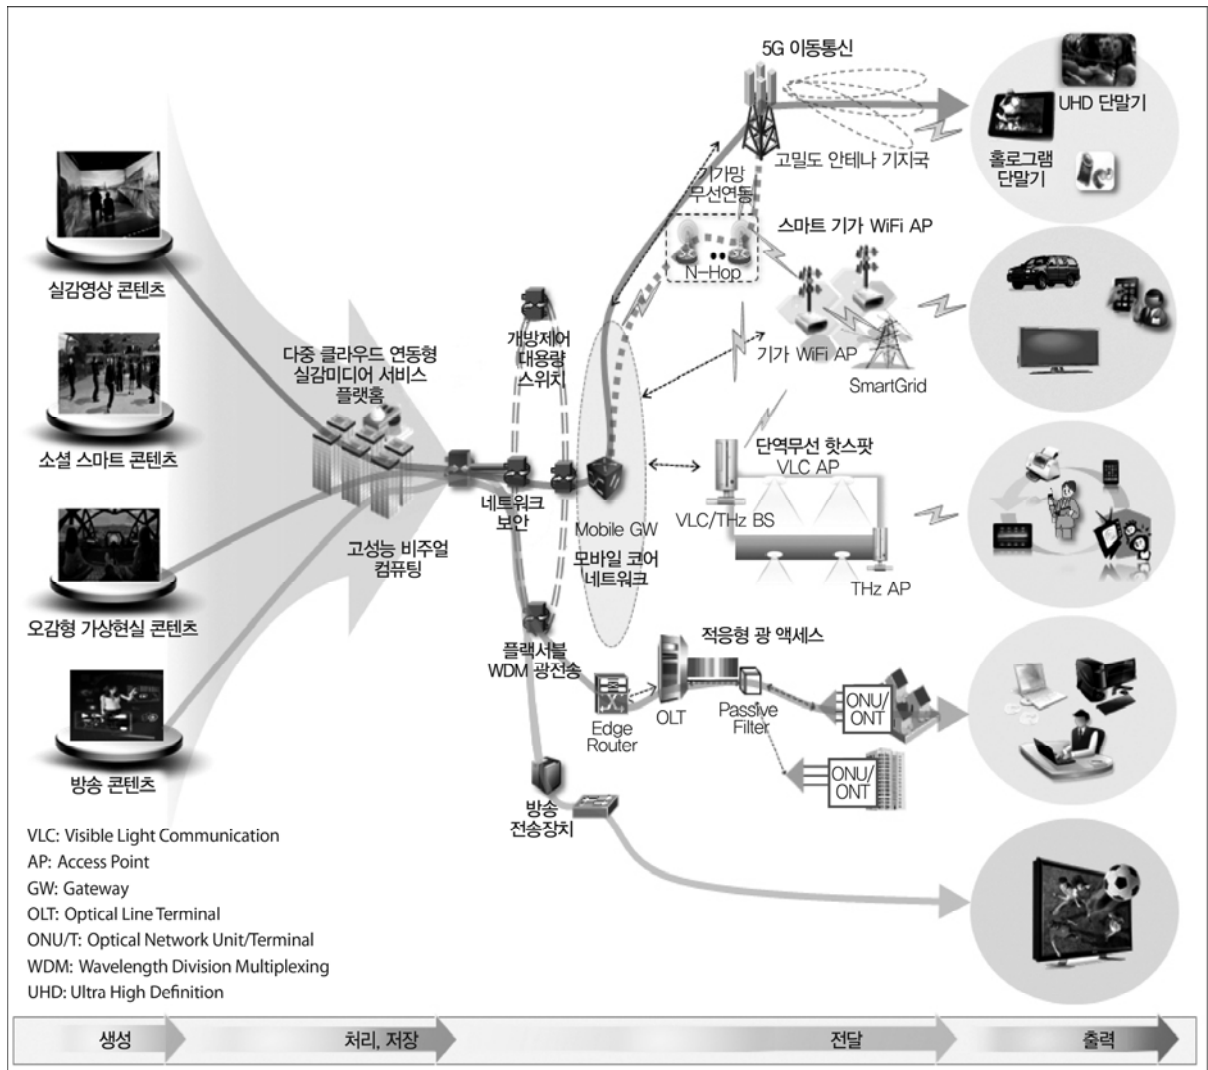 5G 이동통신
UHD 단말기
홀로그램
단말기
고밀도 안테나 기지국
기가망
무선연동
스마트 기가 WiFi AP
N-Hop
실감영상 콘텐츠
개방제어
대용량
스위치
다중 클라우드 연동형
실감미디어 서비스
플랫홈
기가 WiFi AP
SmartGrid
소셜 스마트 콘텐츠
단역무선 핫스팟
VLC AP
네트워크
보안
VLC/THz BS
Mobile GW
고성능 비주얼
컴퓨팅
모바일 코어
네트워크
THz AP
오감형 가상현실 콘텐츠
플랙서블
WDM 광전송
적응형 광 액세스
OLT
Passive
Filter
ONU/
ONT
Edge
Router
ONU/
ONT
방송 콘텐츠
방송
전송장치
VLC: Visible Light Communication
AP: Access Point
GW: Gateway
OLT: Optical Line Terminal
ONU/T: Optical Network Unit/Terminal
WDM: Wavelength Division Multiplexing
UHD: Ultra High Definition
생성
처리, 저장
전달
출력